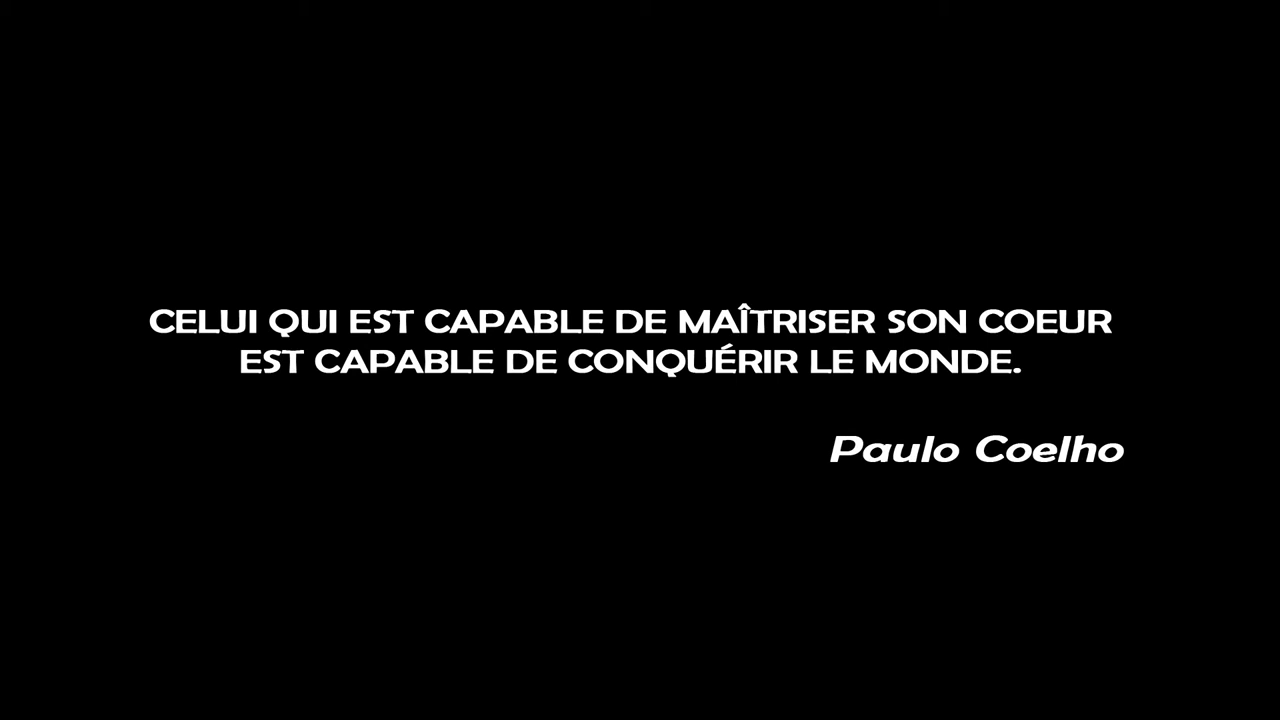 CELUI QUI EST CAPABLE DE MAÎTRISER SON COEUR
EST CAPABLE DE CONQUÉRIR LE MONDE.
Paulo Coelho